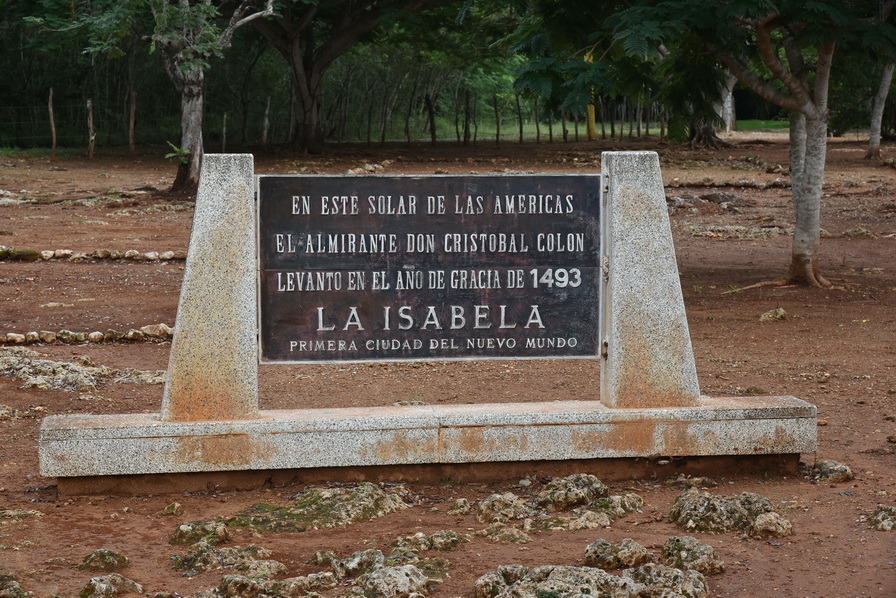 EN ESTE SOLAR DE LAS AMERICAS
EL ALMIRANTE DON CRISTOBAL COLON
LEVANTO EN EL AÑO DE GRACIA DE 1493
LA ISABELA
PRIMERA CIUDAD DEL NUEVO MUNDO